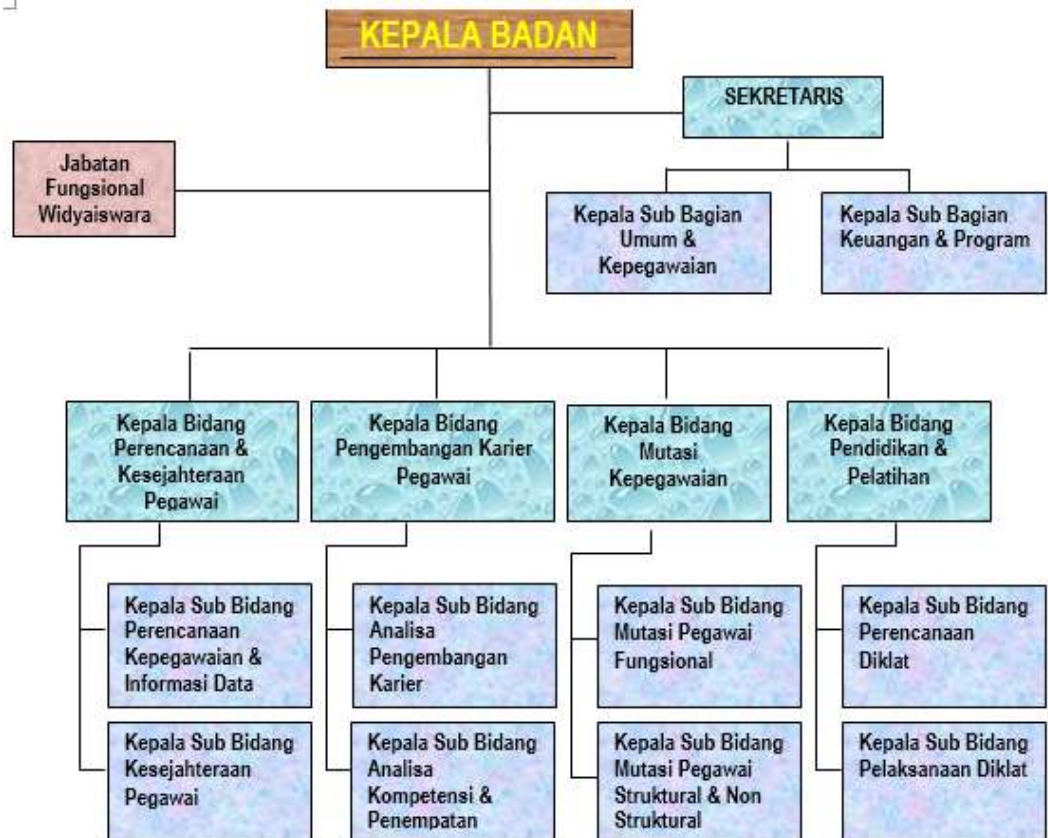 KEPALA BADAN
SEKRETARIS
Jabatan
Fungsional
Widyaiswara
Kepala Sub Bagian
Umum &
Kepegawaian
Kepala Sub Bagian
Keuangan & Program
Kepala Bidang
Perencanaan &
Kesejahteraan
Pegawai
Kepala Bidang
Pengembangan Karier
Pegawai
Kepala Bidang
Mutasi
Kepegawaian
Kepala Bidang
Pendidikan &
Pelatihan
Kepala Sub Bidang
Perencanaan
Kepegawaian &
Informasi Data
Kepala Sub Bidang
Analisa
Pengembangan
Karier
Kepala Sub Bidang
Mutasi Pegawai
Fungsional
Kepala Sub Bidang
Perencanaan
Diklat
Kepala Sub Bidang
Kesejahteraan
Pegawai
Kepala Sub Bidang
Analisa
Kompetensi &
Penempatan
Kepala Sub Bidang
Mutasi Pegawai
Struktural & Non
Struktural
Kepala Sub Bidang
Pelaksanaan Diklat